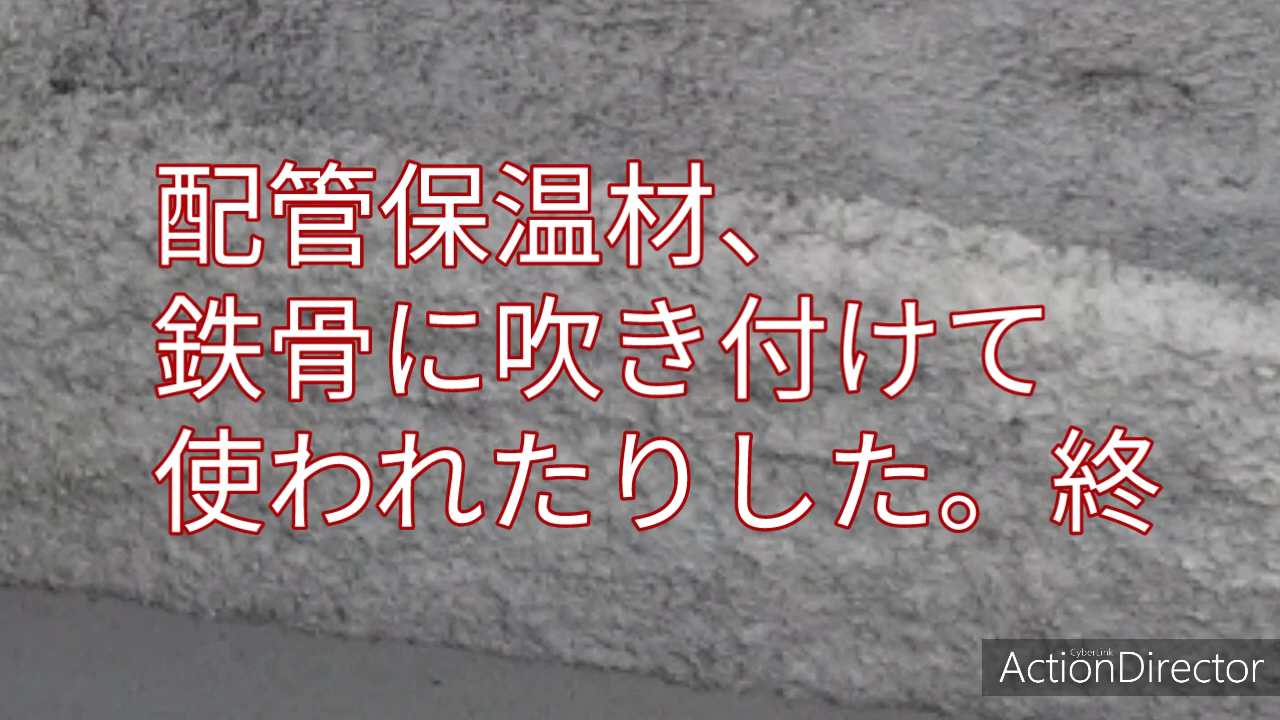 配管保温材、
鉄骨に吹き付けて
使われたりした。終
CyberLink
ActionDirector